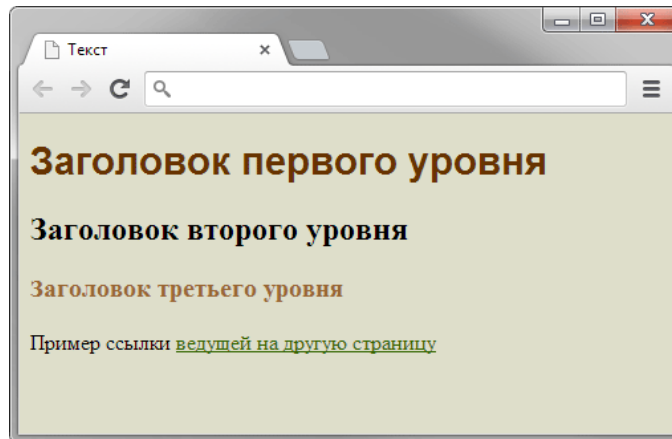 Текст
Заголовок первого уровня
Заголовок второго уровня
Заголовок третьего уровня
Пример ссылки ведущей на другую страницу